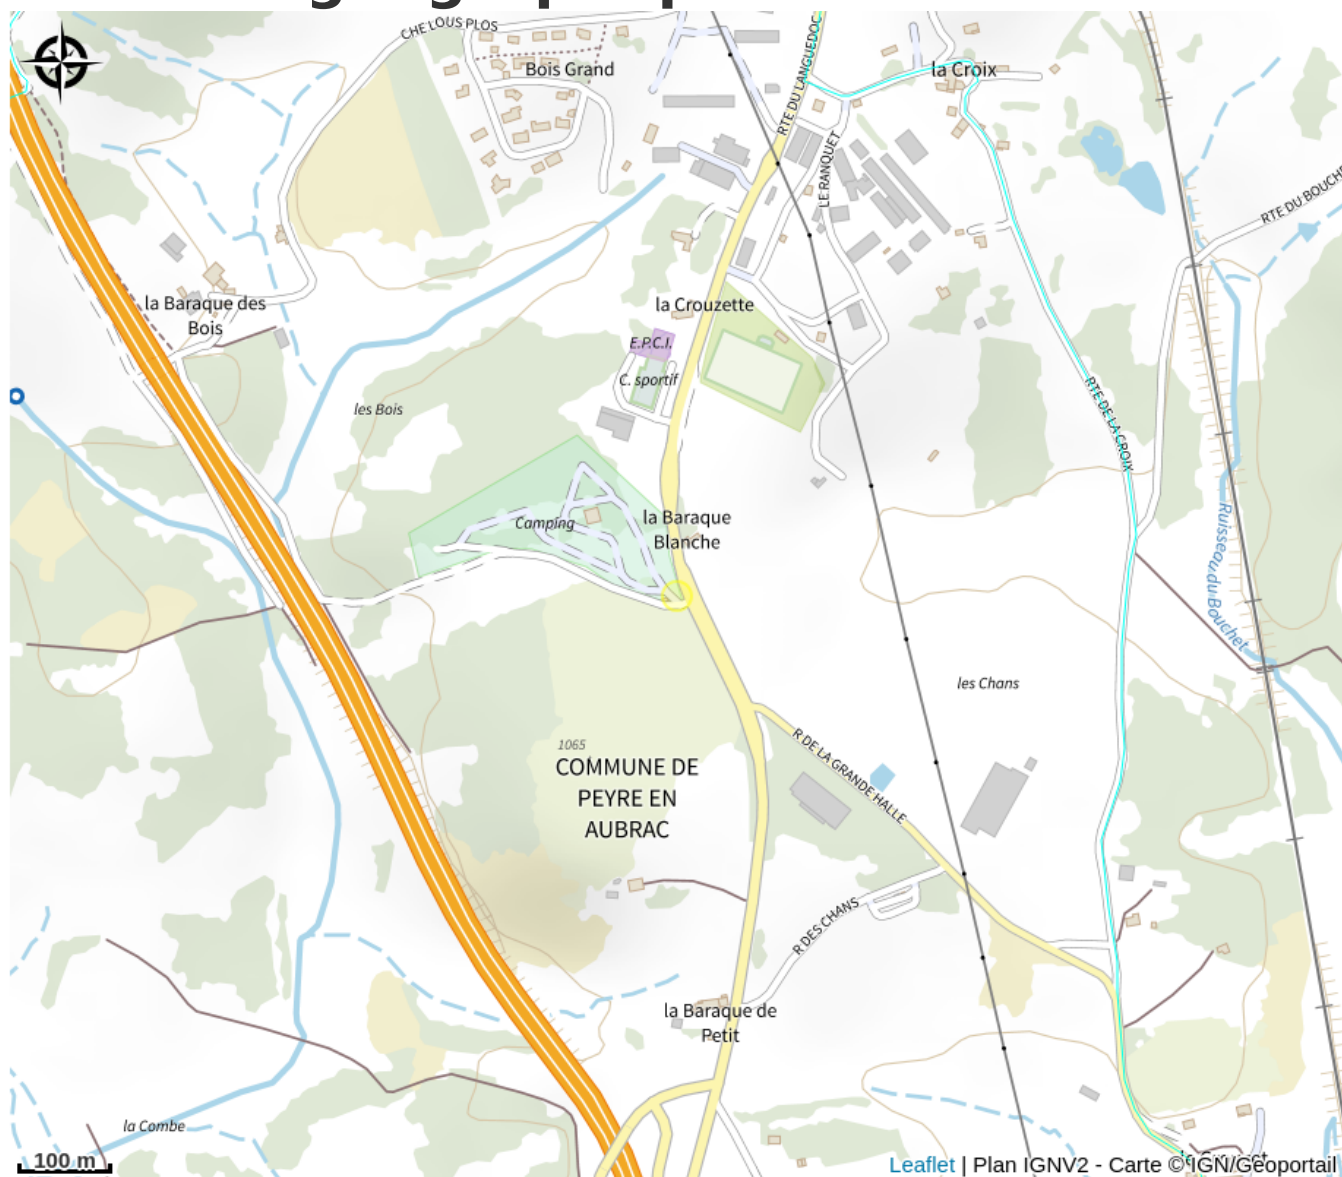 CHE LOUS PLOS
Bois Grand
RTE DU LANGUEDOC
la Croix
LE RANQUET
RTE DU BOUCHE
la Baraque des
Bois
la Crouzette
E.P.C.I.
C. sportif
les Bois
RTE DE LA CROIX
Camping
la Baraque
Blanche
Ruisseau du Bouchet
les Chans
1065
COMMUNE DE
PEYRE EN
AUBRAC
R DE LA GRANDE HALLE
R DES CHANS
la Baraque de
Petit
la Combe
100 m
Leaflet | Plan IGNV2 - Carte © IGN/Geoportail